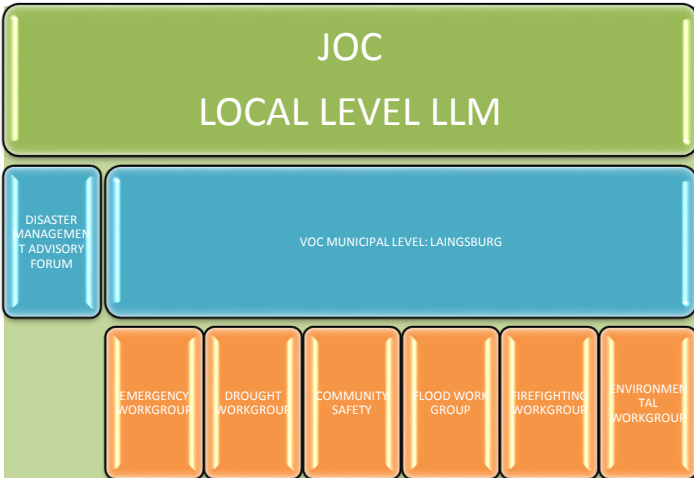 JOC
LOCAL LEVEL LLM
DISASTER
MANAGEMEN
T ADVISORY
FORUM
VOC MUNICIPAL LEVEL: LAINGSBURG
EMERGENCY
WORKGROUP
DROUGHT
WORKGROUP
COMMUNITY
SAFETY
FLOOD WORK
GROUP
FIREFIGHTING
WORKGROUP
ENVIRONMEN
TAL
WORKGROUP